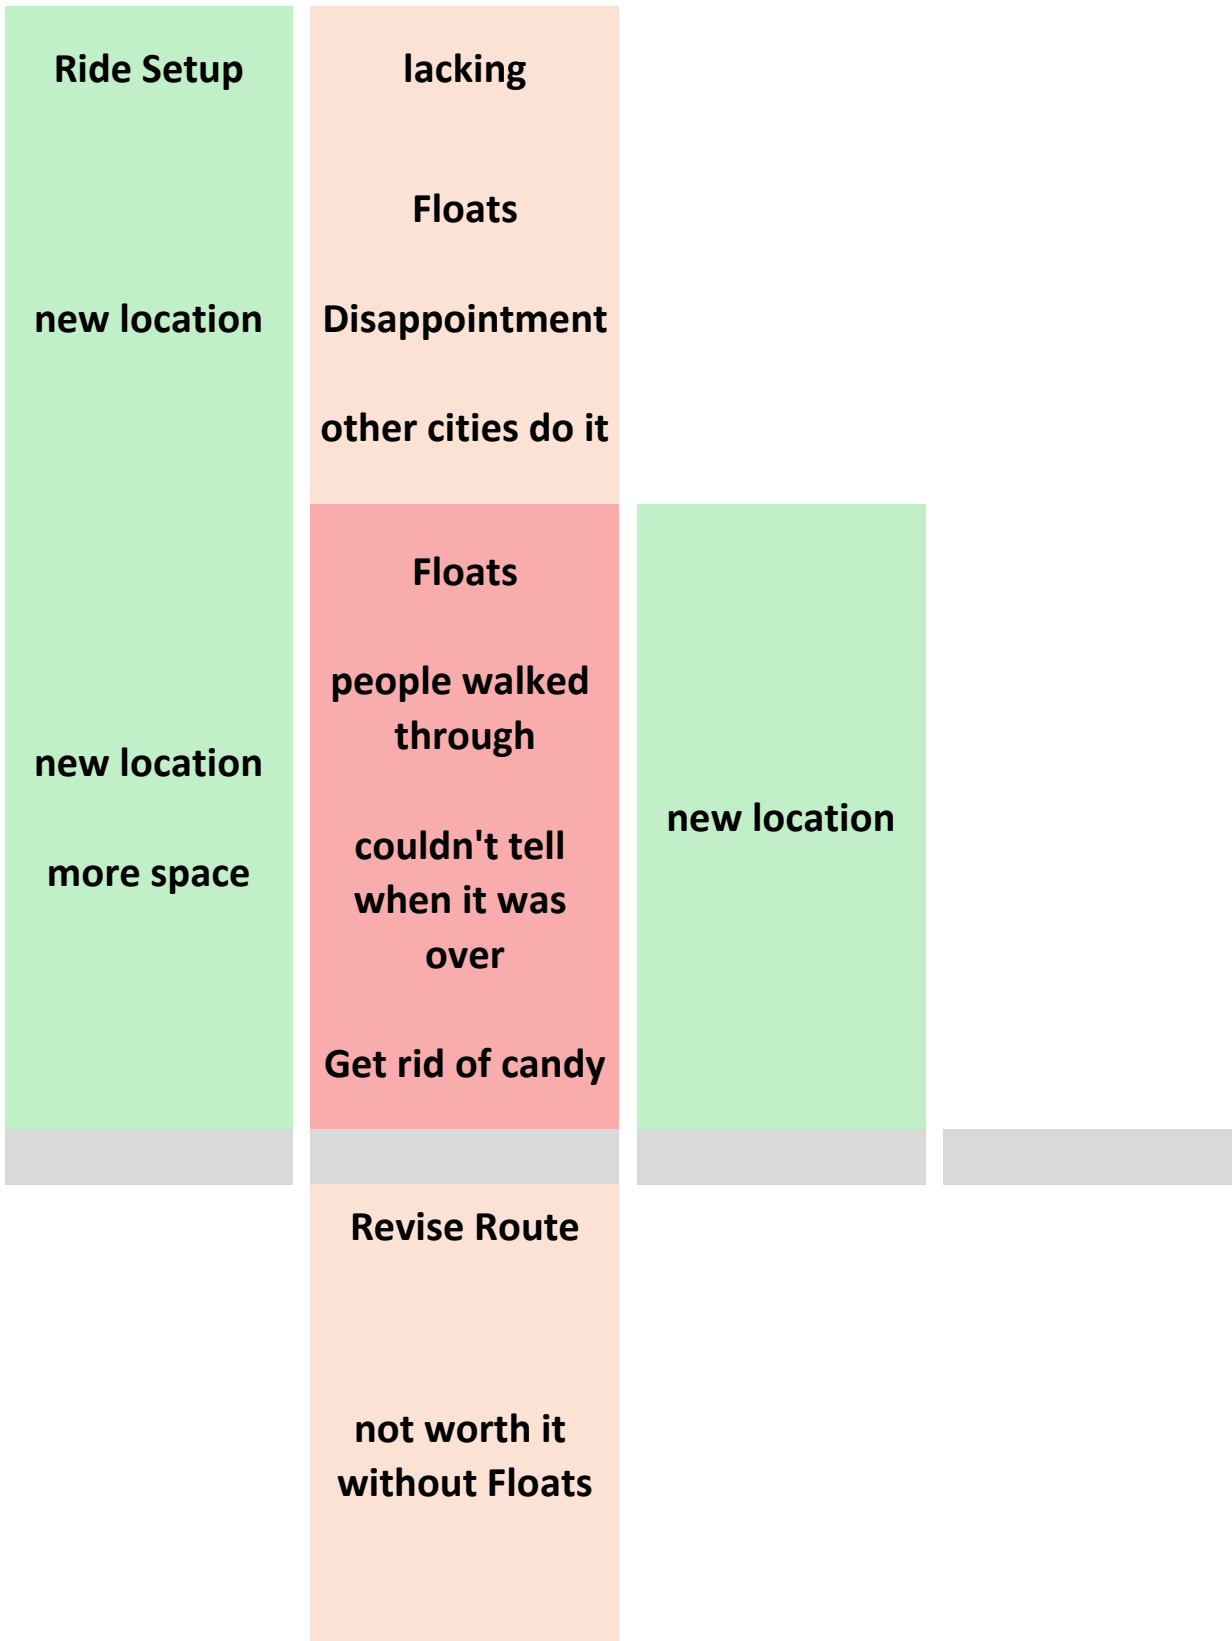 Ride Setup
new location
new location
more space
lacking
Floats
Disappointment
other cities do it
Floats
people walked
through
couldn't tell
when it was
over
Get rid of candy
Revise Route
not worth it
without Floats
new location